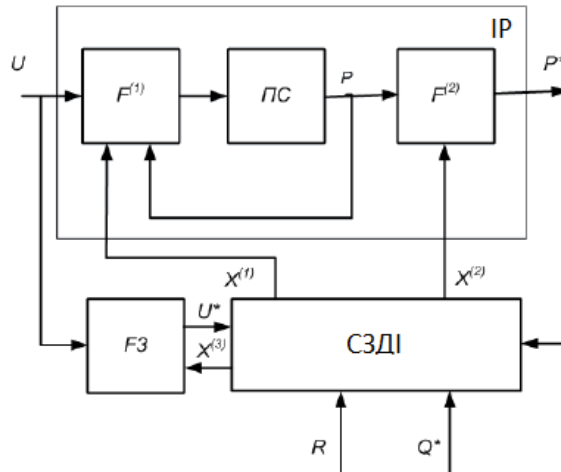 IP
U
F(1)
ПС
P
F(2)
P*
X(1)
X(2)
F3
U*
X(3)
СЗДІ
R
Q*